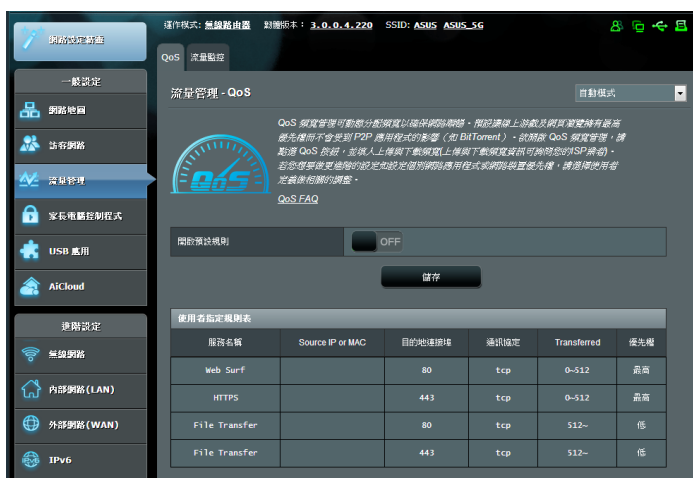 運作模式: 無線路由器 韌體版本: 3.0.0.4.220 SSID: ASUS ASUS_5G
網路設定精靈
QoS 流量監控
一般設定
網路地圖
訪客網路
流量管理
家長電腦控制程式
USB 應用
AiCloud
進階設定
無線網路
內部網路(LAN)
外部網路(WAN)
IPv6
流量管理 - QoS
自動模式
QoS 頻寬管理可動態分配頻寬以確保網路順暢。預設讓線上遊戲及網頁瀏覽擁有最高
優先權而不會受到 P2P 應用程式的影響 (如 BitTorrent)。欲開啟 QoS 頻寬管理,請
點選 QoS 按鈕,並填入上傳與下載頻寬(上傳與下載頻寬資訊可詢問您的ISP業者)。
若您想要做更進階的設定如設定個別網路應用程式或網路裝置優先權,請選擇使用者
定義做相關的調整。
QoS
QoS FAQ
開啟預設規則
OFF
儲存
使用者指定規則表
服務名稱 Source IP or MAC 目的地連接埠 通訊協定 Transferred 優先權
Web Surf 80 tcp 0~512 最高
HTTPS 443 tcp 0~512 最高
File Transfer 80 tcp 512~ 低
File Transfer 443 tcp 512~ 低